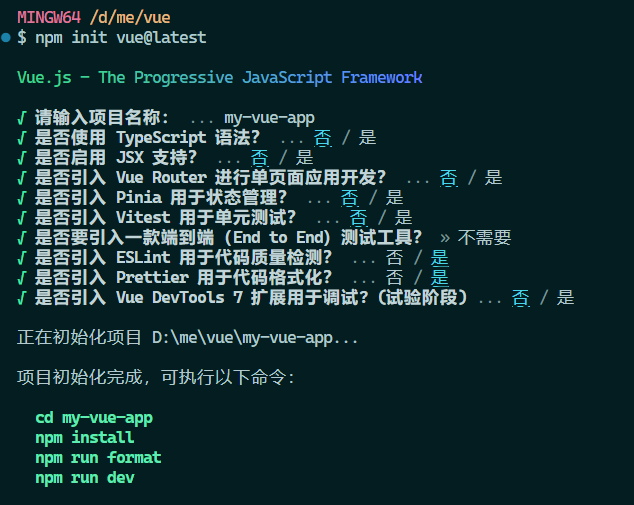 MINGW64 /d/me/vue
$ npm init vue@latest
Vue.js - The Progressive JavaScript Framework
√ 请输入项目名称： ... my-vue-app
√ 是否使用 TypeScript 语法？ ... 否 / 是
√ 是否启用 JSX 支持？ ... 否 / 是
√ 是否引入 Vue Router 进行单页面应用开发？ ... 否 / 是
√ 是否引入 Pinia 用于状态管理？ ... 否 / 是
√ 是否引入 Vitest 用于单元测试？ ... 否 / 是
√ 是否要引入一款端到端（End to End）测试工具？ » 不需要
√ 是否引入 ESLint 用于代码质量检测？ ... 否 / 是
√ 是否引入 Prettier 用于代码格式化？ ... 否 / 是
√ 是否引入 Vue DevTools 7 扩展用于调试？（试验阶段） ... 否 / 是
正在初始化项目 D:\me\vue\my-vue-app...
项目初始化完成，可执行以下命令：
cd my-vue-app
npm install
npm run format
npm run dev